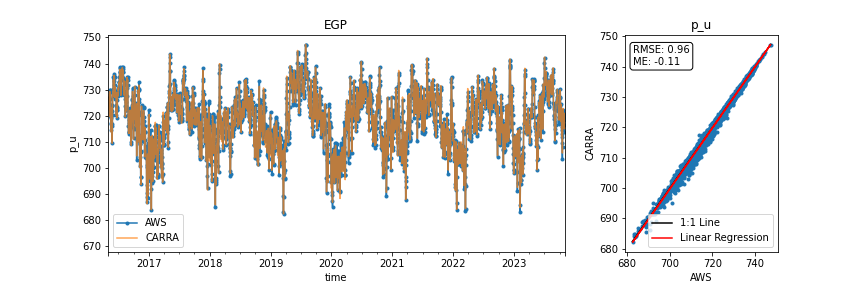 EGP
p_u
750
740
730
720
710
700
690
680
670
p_u
AWS
CARRA
2017
2018
2019
2020
2021
2022
2023
time
p_u
RMSE: 0.96
ME: -0.11
750
740
730
720
710
700
690
680
CARRA
1:1 Line
Linear Regression
680
700
720
740
AWS